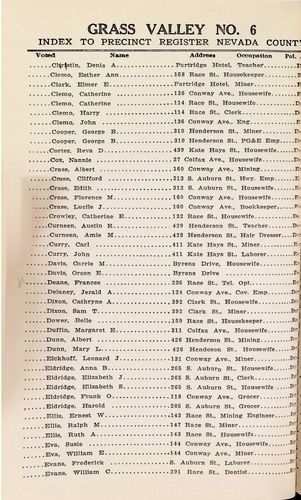 GRASS VALLEY NO. 6
INDEX TO PRECINCT REGISTER NEVADA COUNTY
Voted Name Address Occupation Pol.
Christin, Denis A Partridge Hotel, Teacher
Clemo, Esther Ann 168 Race St., Housekeeper
Clark, Elmer E Partridge Hotel, Miner
Clemo, Catherine 136 Conway Ave., Housewife
Clemo, Catherine 114 Race St., Housewife
Clemo, Harry 114 Race St., Clerk
Clemo, John 136 Conway Ave., Eng.
Cooper, George B 310 Henderson St., Miner
Cooper, George B 310 Henderson St., PG&E Emp.
Corter, Reva D 439 Kate Hays St., Housewife
Cox, Nannie 27 Colfax Ave., Housewife
Crase, Albert 160 Conway Ave., Mining
Crase, Clifford 313 S. Auburn St., Hwy. Emp.
Crase, Edith 313 S. Auburn St., Housewife
Crase, Florence M 160 Conway Ave., Housewife
Crase, Lucile J 160 Conway Ave., Bookkeeper
Crowley, Catherine E 132 Race St., Housewife
Curneen, Austin R 429 Henderson St., Teacher
Curneen, Amie M 429 Henderson St., Hair Dresser
Curry, Carl 411 Kate Hays St., Miner
Curry, John 411 Kate Hays St., Laborer
Davis, Carrie M Byrens Drive, Housewife
Davis, Orson E Byrens Drive
Deane, Frances Race St., Tel. Opt.
Delaney, Jerald A 124 Conway Ave., Cov. Emp.
Dixon, Cathryne A 392 Clark St., Housewife
Dixon, Sam T 392 Clark St., Miner
Dower, Belle 159 Race St., Housekeeper
Duffin, Margaret E 311 Colfax Ave., Housewife
Dunn, Albert 426 Henderson St., Mining
Dunn, Mary L 426 Henderson St., Housewife
Eickhoff, Leonard J 131 Conway Ave., Miner
Eldridge, Anna B 265 S. Auburn St., Housewife
Eldridge, Elizabeth J 265 S. Auburn St., Clerk
Eldridge, Elizabeth S 265 S. Auburn St., Housewife
Eldridge, Frank O 119 Conway Ave., Grocer
Eldridge, Harold 265 S. Auburn St., Grocer
Ellis, Ernest W 143 Race St., Mining Engineer
Ellis, Ralph M 147 Race St., Miner
Ellis, Ruth A 143 Race St., Housewife
Eva, Susie 144 Conway Ave., Housewife
Eva, William E 144 Conway Ave., Miner
Evans, Frederick S. Auburn St., Laborer
Evans, William C 291 Race St., Dentist